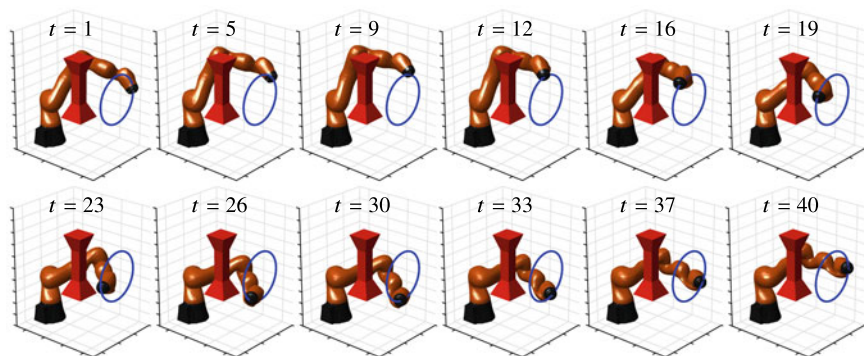 t = 1 t = 5 t = 9 t = 12 t = 16 t = 19
t = 23 t = 26 t = 30 t = 33 t = 37 t = 40